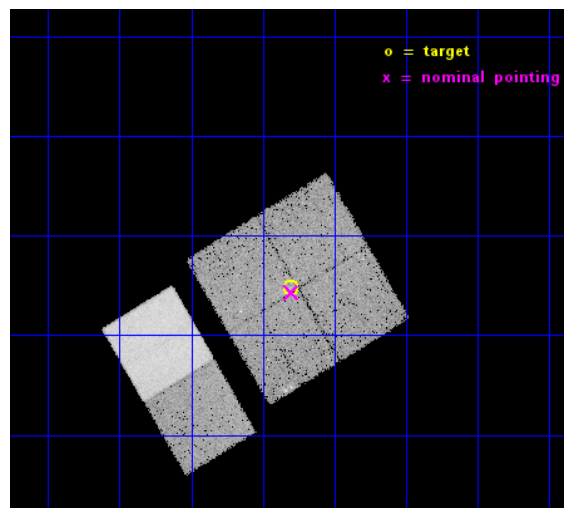 o = target
x = nominal pointing